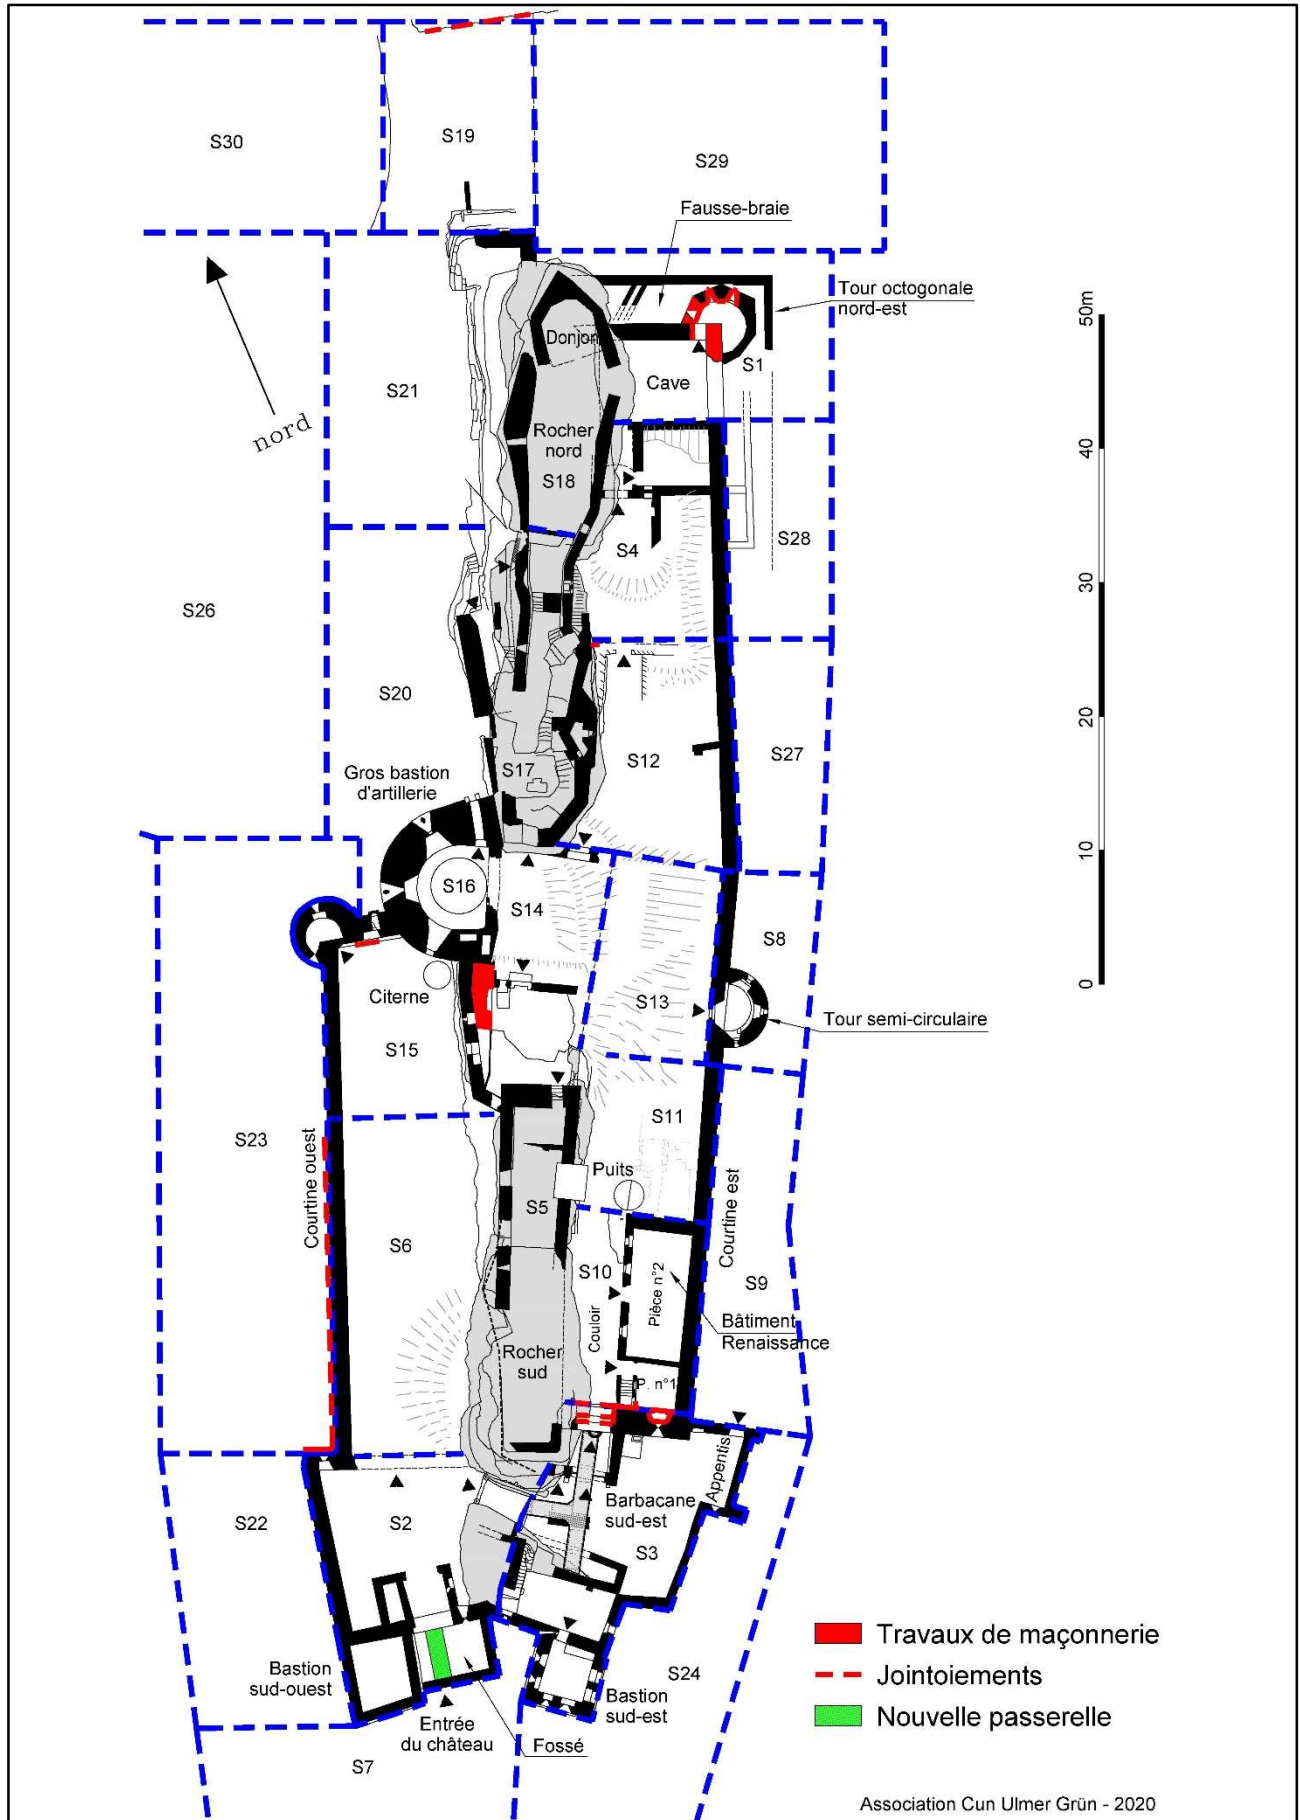 S30
S19
S29
Fausse-braie
Tour octogonale
nord-est
nord
Donjon
S1
Cave
S21
Rocher
nord
S18
S4
S28
S26
S20
S12
S27
Gros bastion
d'artillerie
S17
S16
S14
S8
S13
Tour semi-circulaire
Citerne
S15
S11
S23
Courtine ouest
Puits
S5
S6
Courtine est
S10
Couloir
Pièce n°2
S9
Bâtiment
Renaissance
Rocher
sud
P. n°1
Appentis
Barbacane
sud-est
S3
S22
S2
Bastion
sud-ouest
Entrée
du château
Fossé
Bastion
sud-est
S24
S7
50m
40
30
20
10
0
Travaux de maçonnerie
Jointoiements
Nouvelle passerelle
Association Cun Ulmer Grün - 2020